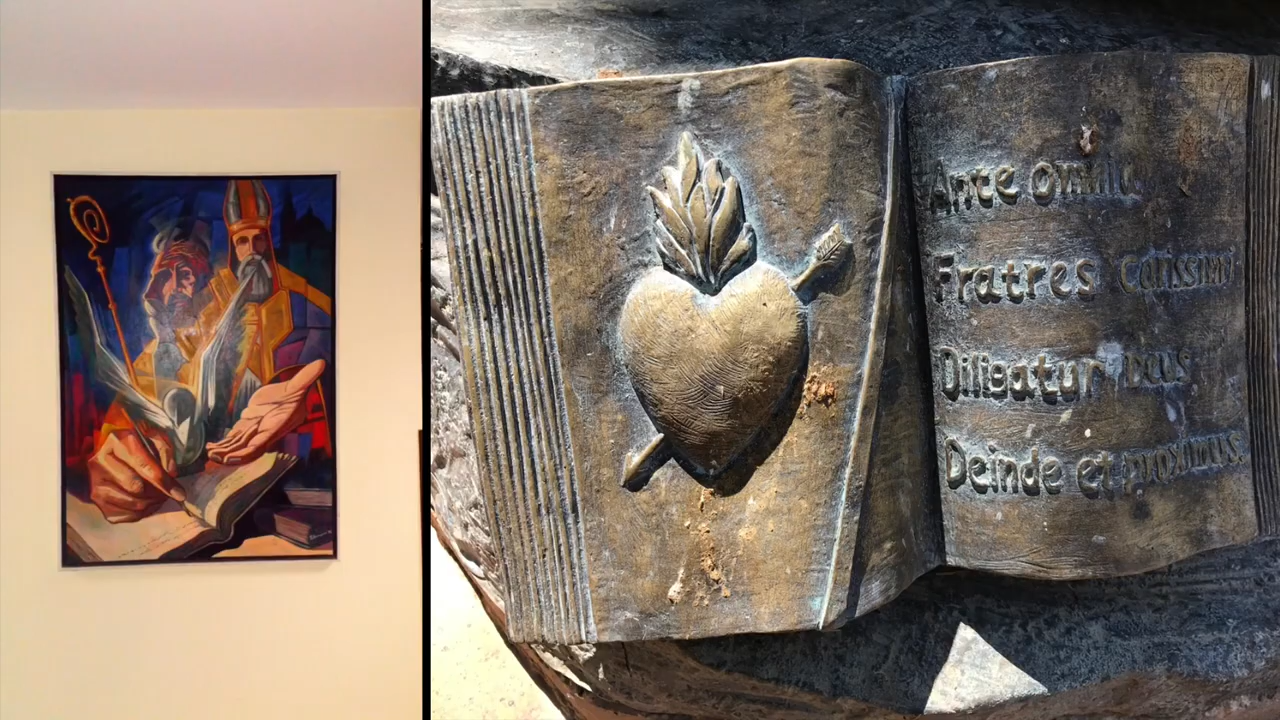 Ante omnia
Fratres Carissimi
Diligatur Deus
Deinde et proximus.